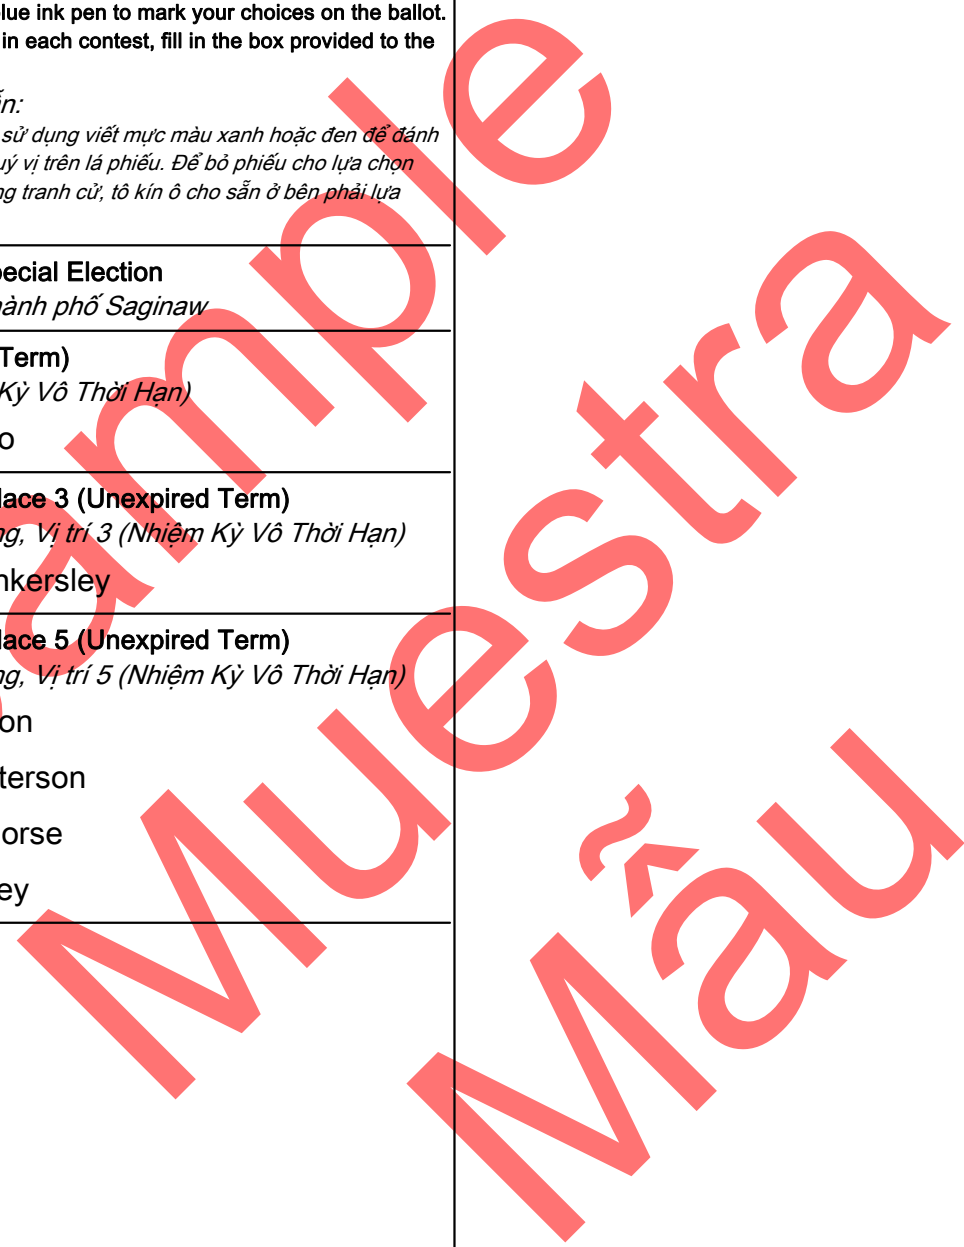 lue ink pen to mark your choices on the ballot.
in each contest, fill in the box provided to the
ẫn:
sử dụng viết mực màu xanh hoặc đen để đánh
uý vị trên lá phiếu. Để bỏ phiếu cho lựa chọn
ng tranh cử, tô kín ô cho sẵn ở bên phải lựa
pecial Election
hành phố Saginaw
Term)
Kỳ Vô Thời Hạn)
o
lace 3 (Unexpired Term)
ng, Vị trí 3 (Nhiệm Kỳ Vô Thời Hạn)
nkersley
lace 5 (Unexpired Term)
ng, Vị trí 5 (Nhiệm Kỳ Vô Thời Hạn)
on
terson
orse
ey
ample
Muestra
Mẫu